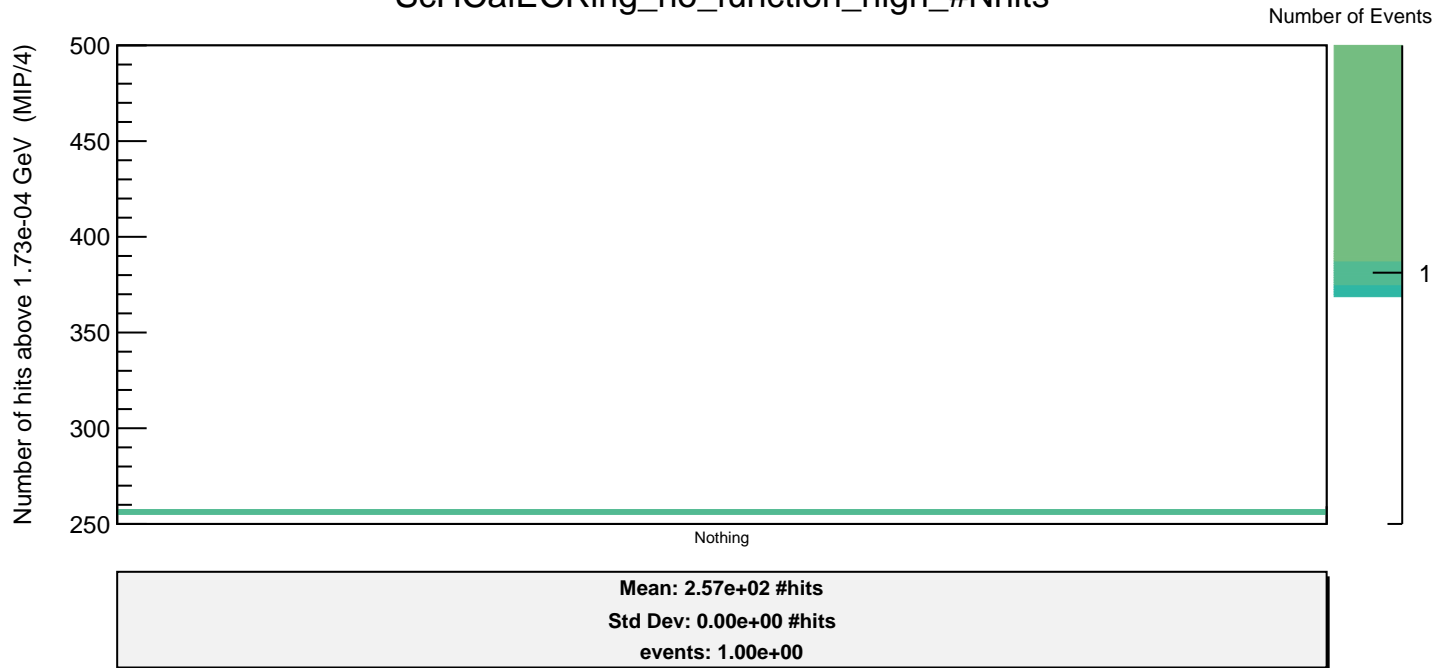 ScHCalECRing_no_function_high_#Nhits
Number of Events
Number of hits above 1.73e-04 GeV (MIP/4)
500
450
400
350
300
250
1
Nothing
Mean: 2.57e+02 #hits
Std Dev: 0.00e+00 #hits
events: 1.00e+00